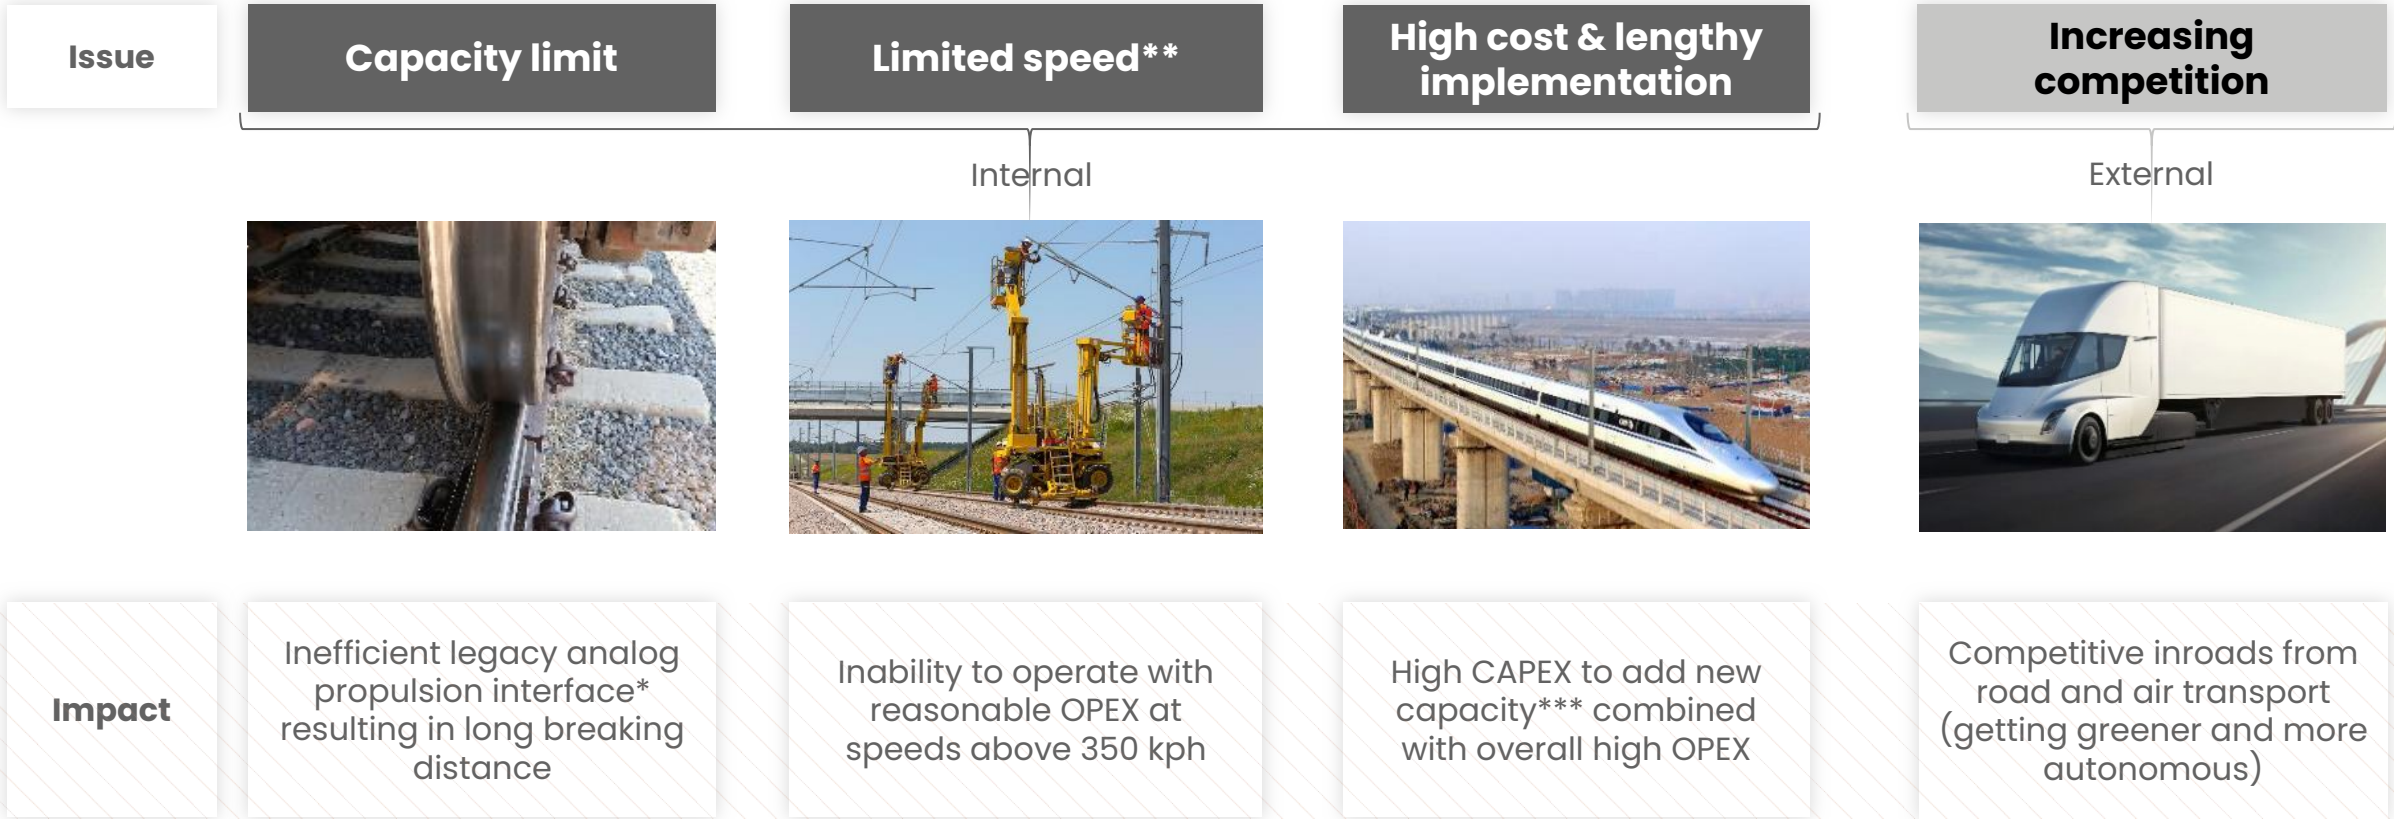 Issue
Capacity limit
Limited speed**
High cost & lengthy
implementation
Increasing
competition
Internal
External
Impact
Inefficient legacy analog
propulsion interface*
resulting in long breaking
distance
Inability to operate with
reasonable OPEX at
speeds above 350 kph
High CAPEX to add new
capacity*** combined
with overall high OPEX
Competitive inroads from
road and air transport
(getting greener and more
autonomous)